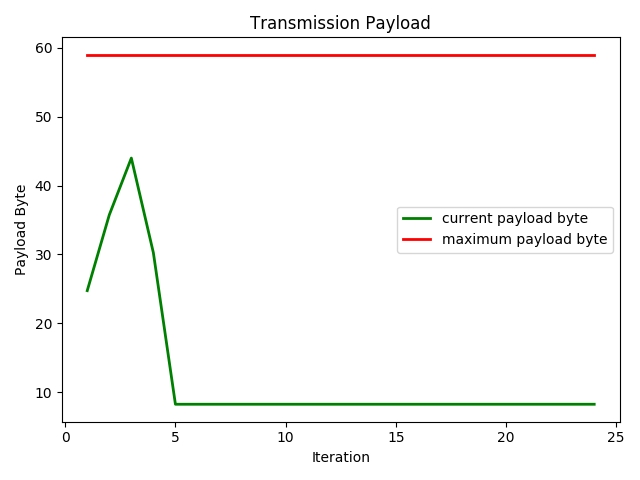 Transmission Payload
Payload Byte
60
50
40
30
20
10
current payload byte
maximum payload byte
0
5
10
15
20
25
Iteration